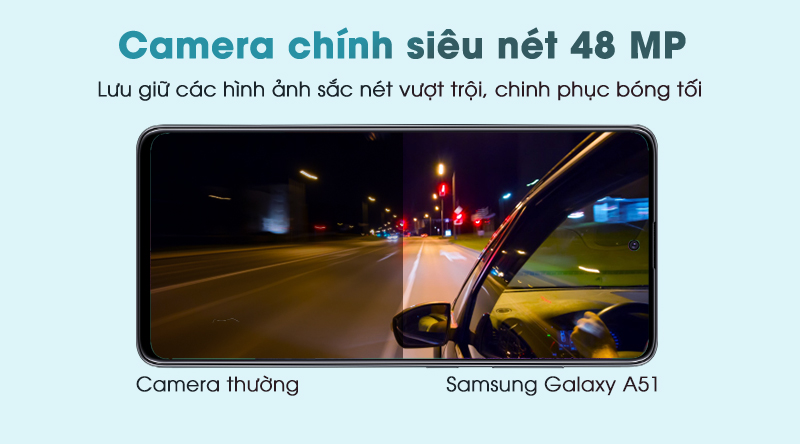 Camera chính siêu nét 48 MP
Lưu giữ các hình ảnh sắc nét vượt trội, chinh phục bóng tối
Camera thường
Samsung Galaxy A51